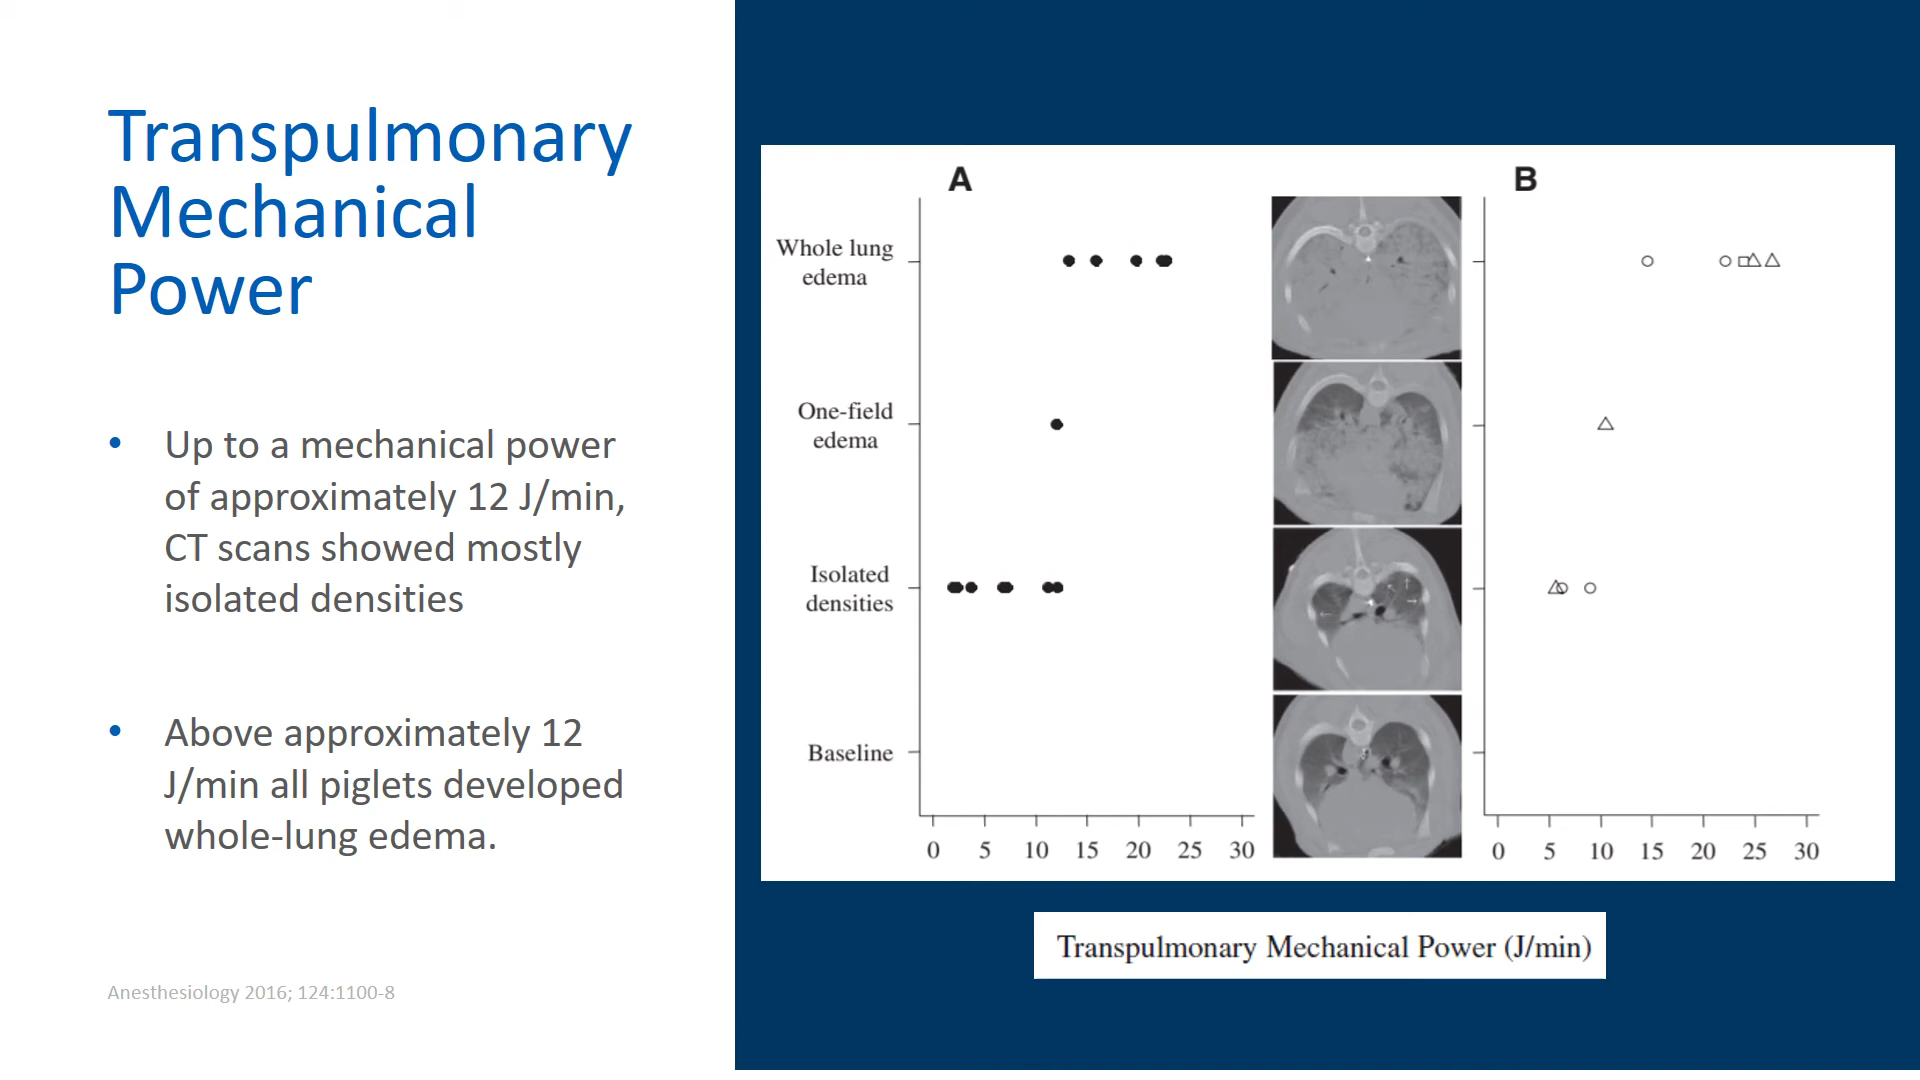 Transpulmonary
Mechanical
Power
• Up to a mechanical power
of approximately 12 J/min,
CT scans showed mostly
isolated densities
• Above approximately 12
J/min all piglets developed
whole-lung edema.
Anesthesiology 2016; 124:1100-8
A
B
Whole lung
edema
One-field
edema
Isolated
densities
Baseline
0 5 10 15 20 25 30
0 5 10 15 20 25 30
Transpulmonary Mechanical Power (J/min)